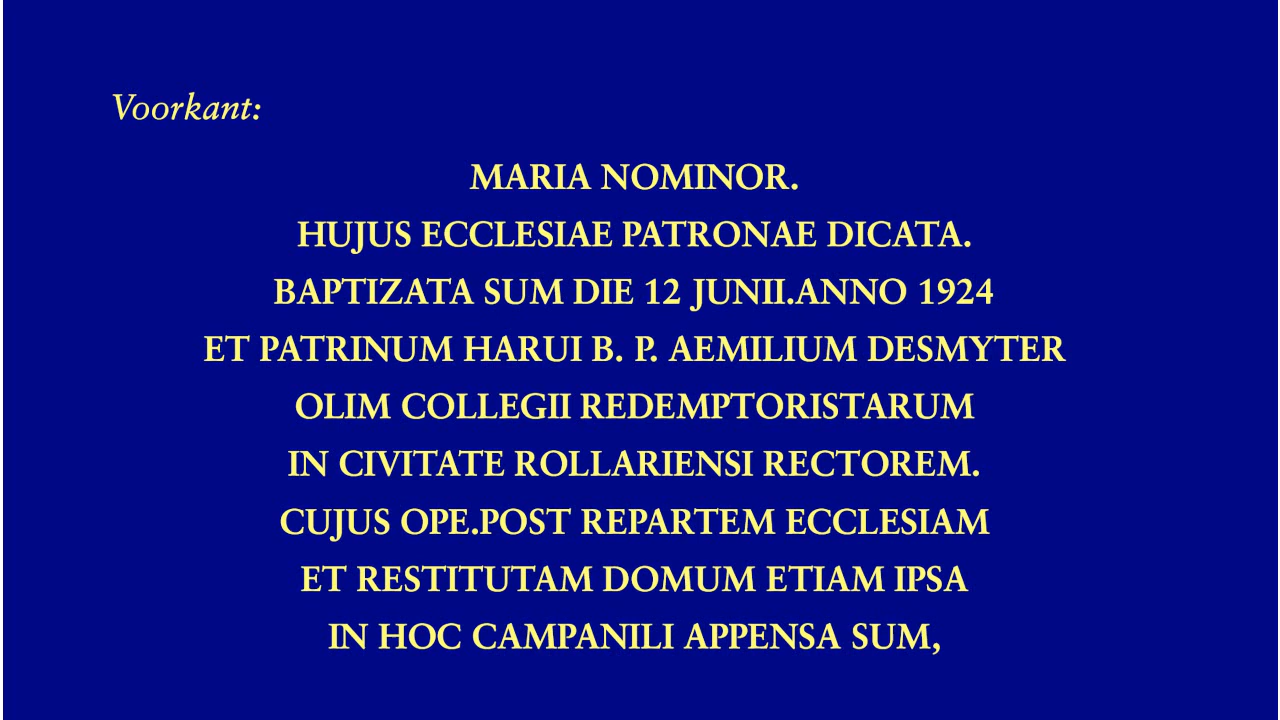 Voorkant:
MARIA NOMINOR.
HUJUS ECCLESIAE PATRONAE DICATA.
BAPTIZATA SUM DIE 12 JUNII.ANNO 1924
ET PATRINUM HARUI B. P. AEMILIUM DESMYTER
OLIM COLLEGII REDEMPTORISTARUM
IN CIVITATE ROLLARIENSI RECTOREM.
CUJUS OPE.POST REPARTEM ECCLESIAM
ET RESTITUTAM DOMUM ETIAM IPSA
IN HOC CAMPANILI APPENSA SUM,